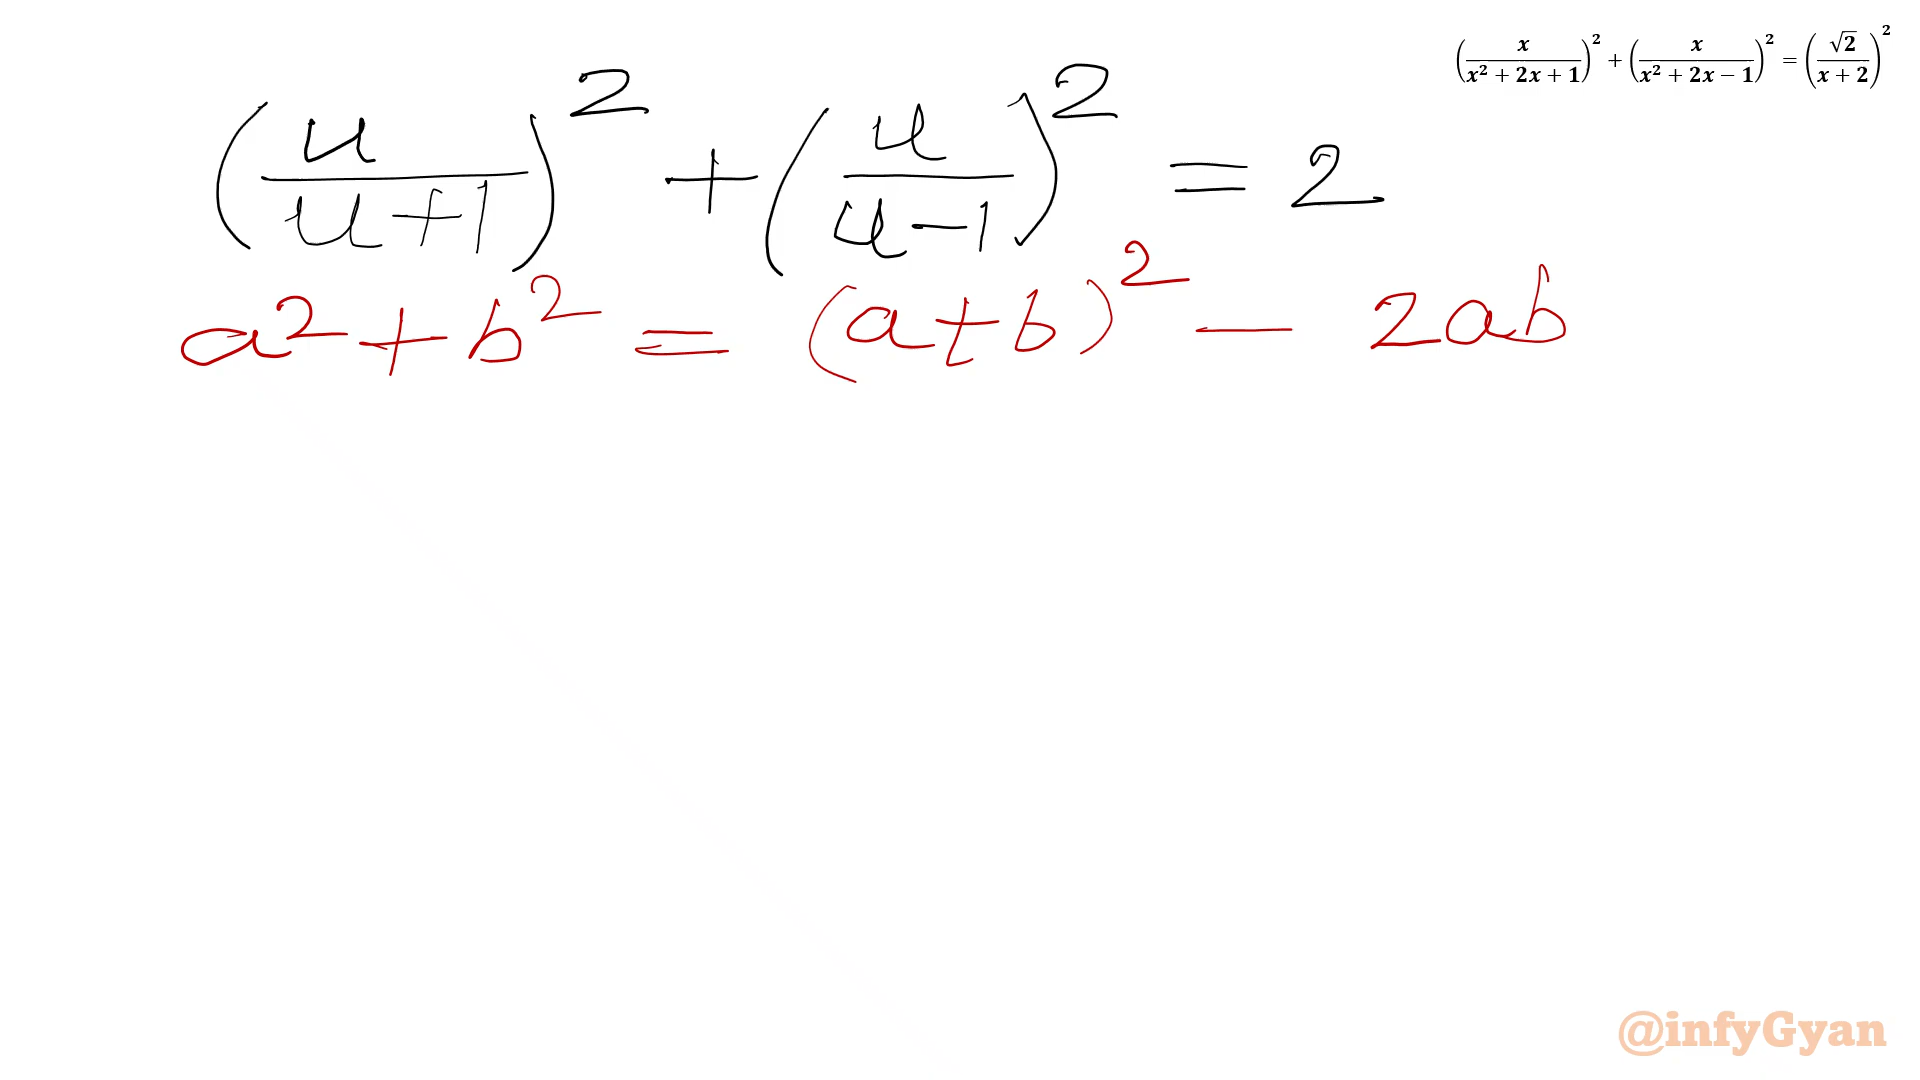 (x/(x² + 2x + 1))² + (x/(x² + 2x − 1))² = (√2/(x + 2))²
(u/(u+1))² + (u/(u−1))² = 2
a² + b² = (a+b)² − 2ab
@infyGyan